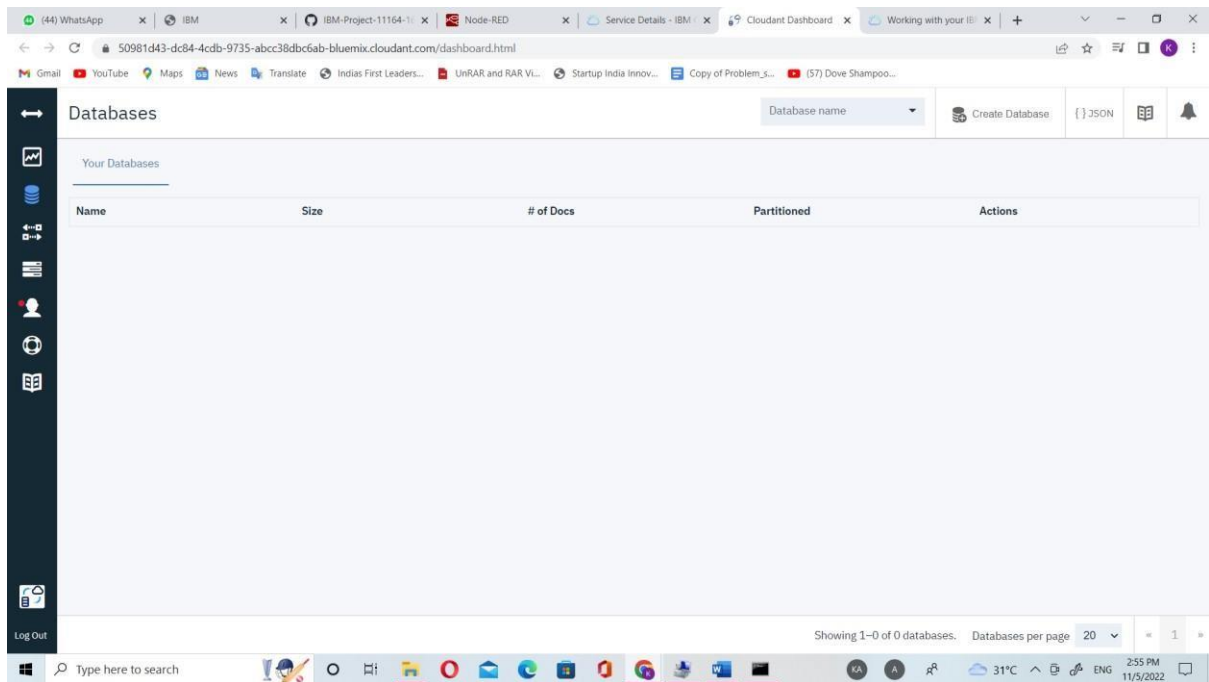 (44) WhatsApp IBM IBM-Project-11164-1 Node-RED Service Details - IBM Cloudant Dashboard Working with your IB
50981d43-dc84-4cdb-9735-abcc38dbc6ab-bluemix.cloudant.com/dashboard.html K
Gmail YouTube Maps News Translate Indias First Leaders... UnRAR and RAR Vi... Startup India Innov... Copy of Problem_s... (57) Dove Shampoo...
Databases Database name Create Database { } JSON
Your Databases
Name Size # of Docs Partitioned Actions
Log Out Showing 1–0 of 0 databases. Databases per page 20 « 1 »
Type here to search KA A 31°C ENG 2:55 PM
11/5/2022